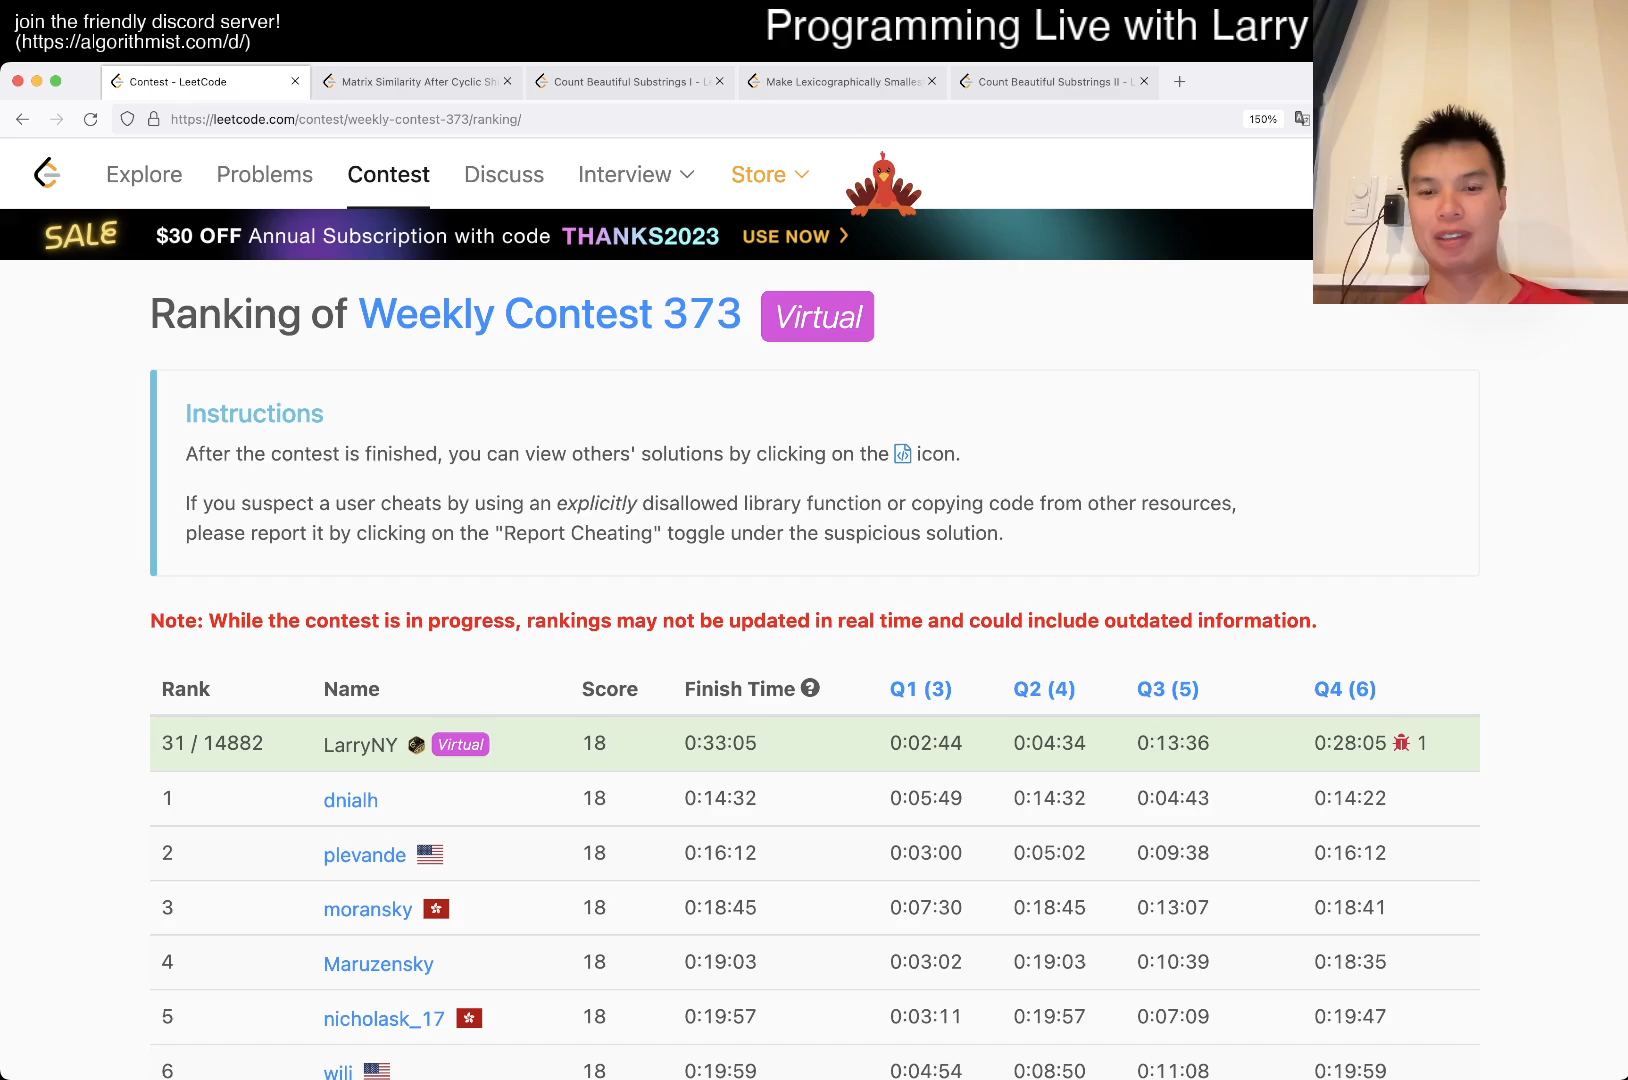 join the friendly discord server!
(https://algorithmist.com/d/)
Programming Live with Larry
Contest - LeetCode
Matrix Similarity After Cyclic Shi
Count Beautiful Substrings I - Le
Make Lexicographically Smalles
Count Beautiful Substrings II - L
https://leetcode.com/contest/weekly-contest-373/ranking/
150%
Explore Problems Contest Discuss Interview Store
SALE $30 OFF Annual Subscription with code THANKS2023 USE NOW
Ranking of Weekly Contest 373 Virtual
Instructions
After the contest is finished, you can view others' solutions by clicking on the icon.
If you suspect a user cheats by using an explicitly disallowed library function or copying code from other resources,
please report it by clicking on the "Report Cheating" toggle under the suspicious solution.
Note: While the contest is in progress, rankings may not be updated in real time and could include outdated information.
Rank Name Score Finish Time Q1 (3) Q2 (4) Q3 (5) Q4 (6)
31 / 14882 LarryNY Virtual 18 0:33:05 0:02:44 0:04:34 0:13:36 0:28:05 1
1 dnialh 18 0:14:32 0:05:49 0:14:32 0:04:43 0:14:22
2 plevande 18 0:16:12 0:03:00 0:05:02 0:09:38 0:16:12
3 moransky 18 0:18:45 0:07:30 0:18:45 0:13:07 0:18:41
4 Maruzensky 18 0:19:03 0:03:02 0:19:03 0:10:39 0:18:35
5 nicholask_17 18 0:19:57 0:03:11 0:19:57 0:07:09 0:19:47
6 wili 18 0:19:59 0:04:54 0:08:50 0:11:08 0:19:59